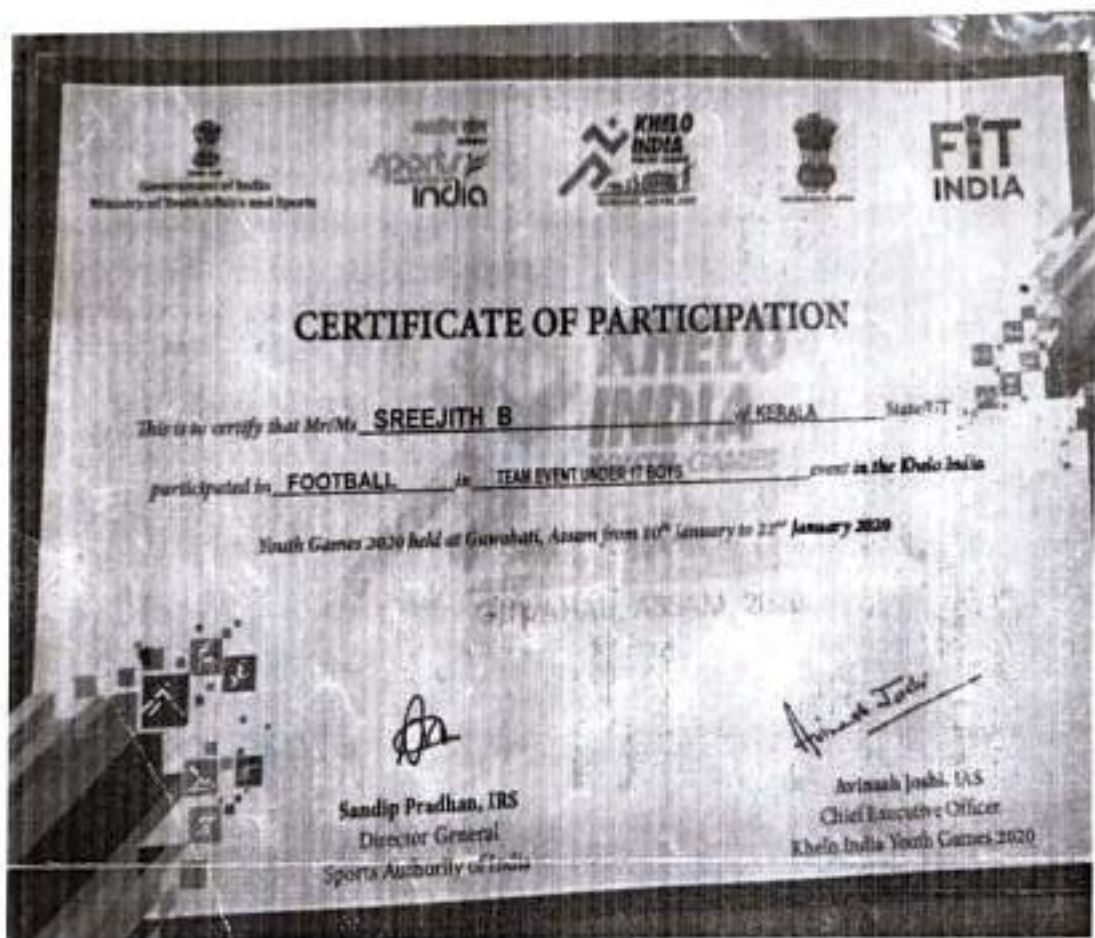 Government of India
Ministry of Youth Affairs and Sports
sports
india
KHELO
INDIA
FIT
INDIA
CERTIFICATE OF PARTICIPATION
KHELO
INDIA
This is to certify that Mr/Ms SREEJITH B of KERALA State/UT
participated in FOOTBALL in TEAM EVENT UNDER 17 BOYS event in the Khelo India
Youth Games 2020 held at Guwahati, Assam from 10th January to 22nd January 2020
Avinash Joshi
Sandip Pradhan, IRS
Director General
Sports Authority of India
Avinash Joshi, IAS
Chief Executive Officer
Khelo India Youth Games 2020